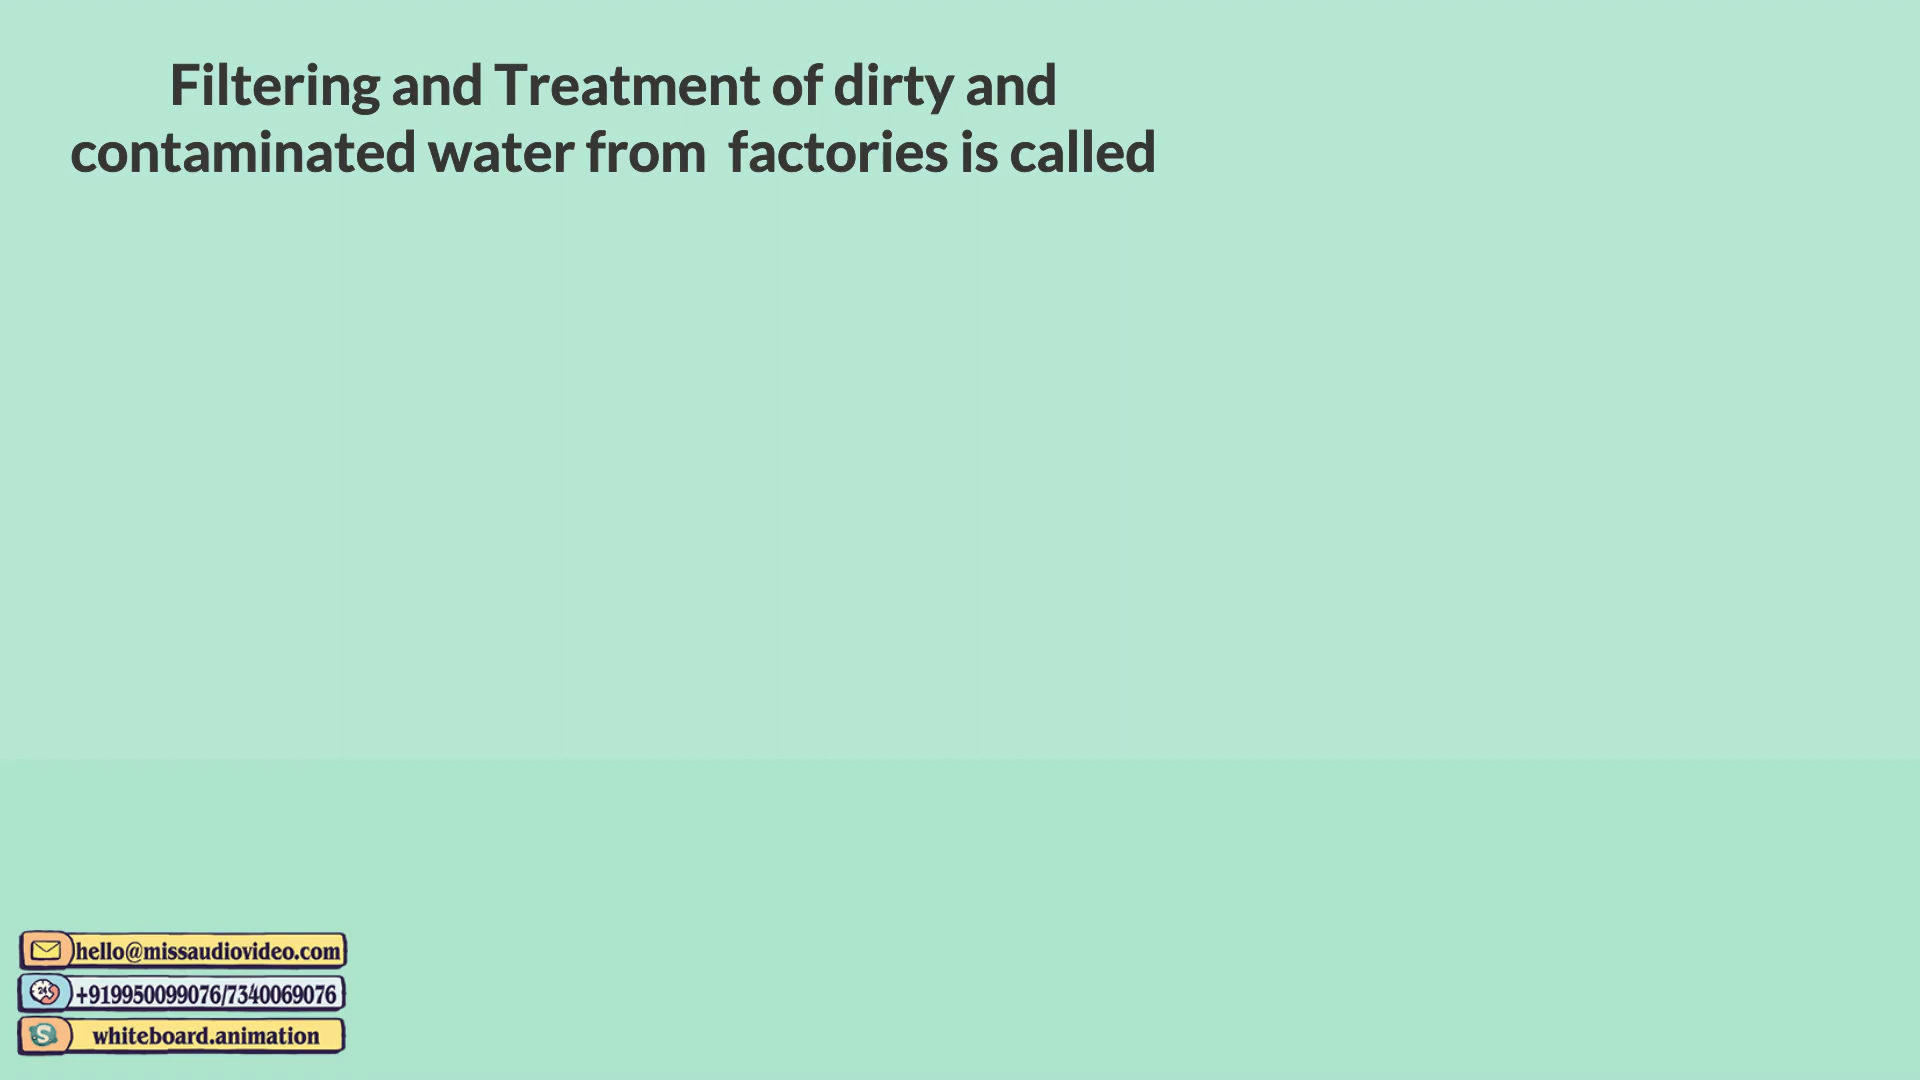 Filtering and Treatment of dirty and
contaminated water from factories is called
hello@missaudiovideo.com
24
+919950099076/7340069076
S
whiteboard.animation